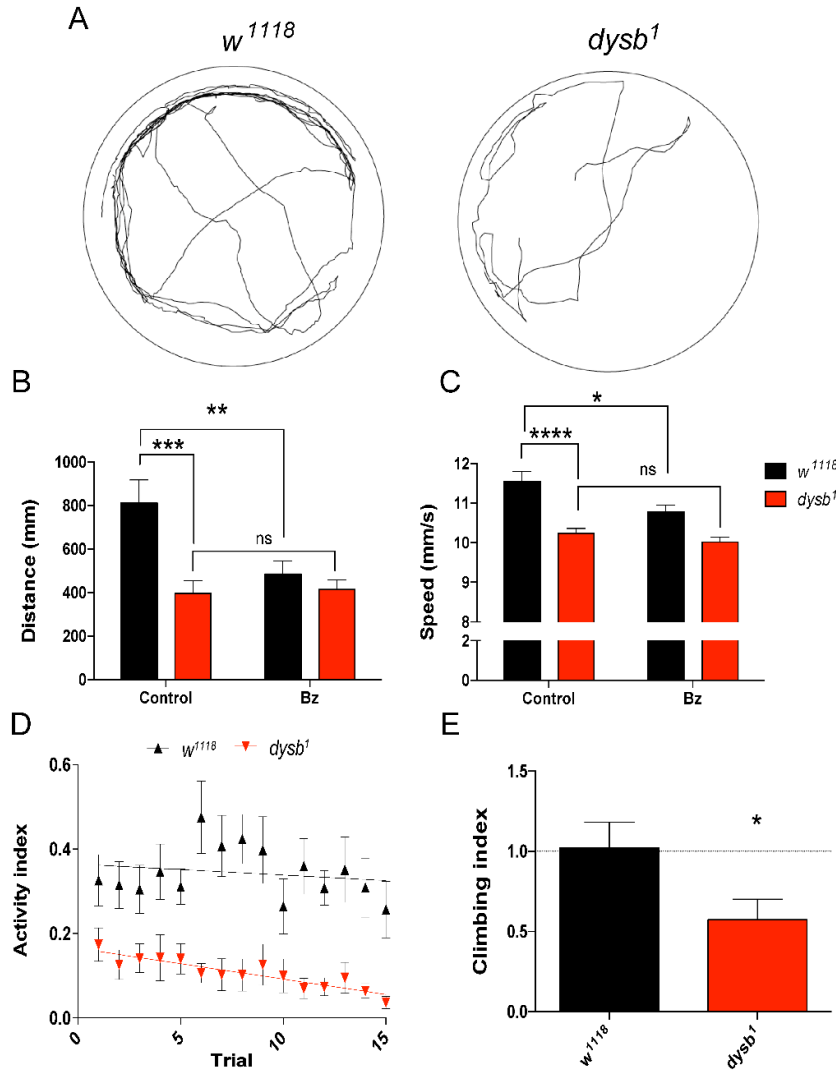 A
w1118
dysb1
B
**
***
ns
1000
800
600
400
200
0
Distance (mm)
Control
Bz
C
*
****
ns
12
11
10
9
8
2
0
Speed (mm/s)
Control
Bz
w1118
dysb1
D
w1118
dysb1
0.6
0.4
0.2
0.0
Activity index
0
5
10
15
Trial
E
1.5
1.0
0.5
0.0
Climbing index
*
w1118
dysb1